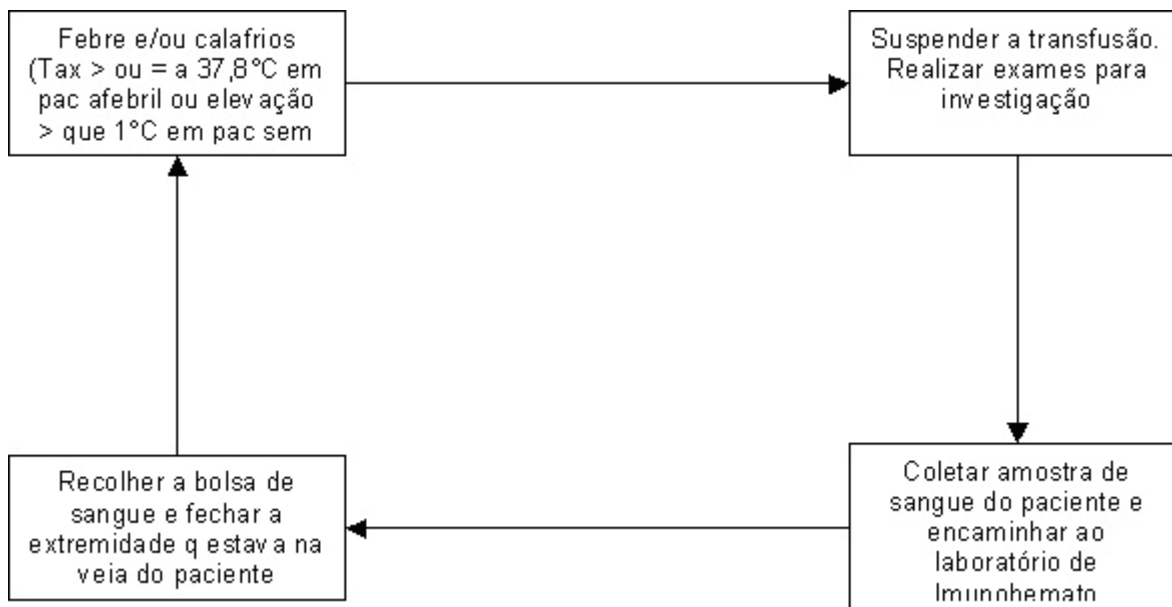 Febre e/ou calafrios
(Tax > ou = a 37,8°C em
pac afebril ou elevação
> que 1°C em pac sem
Suspender a transfusão.
Realizar exames para
investigação
Recolher a bolsa de
sangue e fechar a
extremidade q estava na
veia do paciente
Coletar amostra de
sangue do paciente e
encaminhar ao
laboratório de
Imunohemato